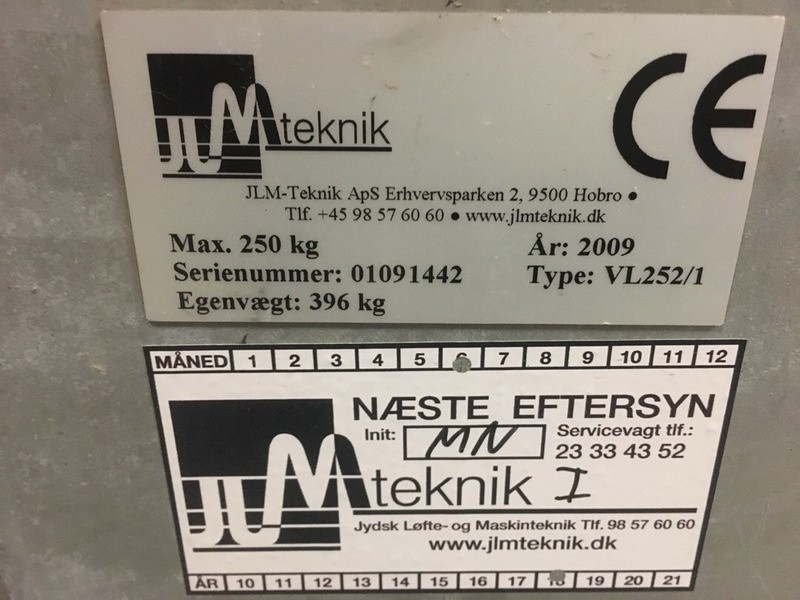 JLM teknik
CE
JLM-Teknik ApS Erhvervsparken 2, 9500 Hobro ●
Tlf. +45 98 57 60 60 ● www.jlmteknik.dk
Max. 250 kg År: 2009
Serienummer: 01091442 Type: VL252/1
Egenvægt: 396 kg
MÅNED 1 2 3 4 5 6 7 8 9 10 11 12
NÆSTE EFTERSYN
Init: MN Servicevagt tlf.:
23 33 43 52
JLM teknik I
Jydsk Løfte- og Maskinteknik Tlf. 98 57 60 60
www.jlmteknik.dk
ÅR 10 11 12 13 14 15 16 17 18 19 20 21